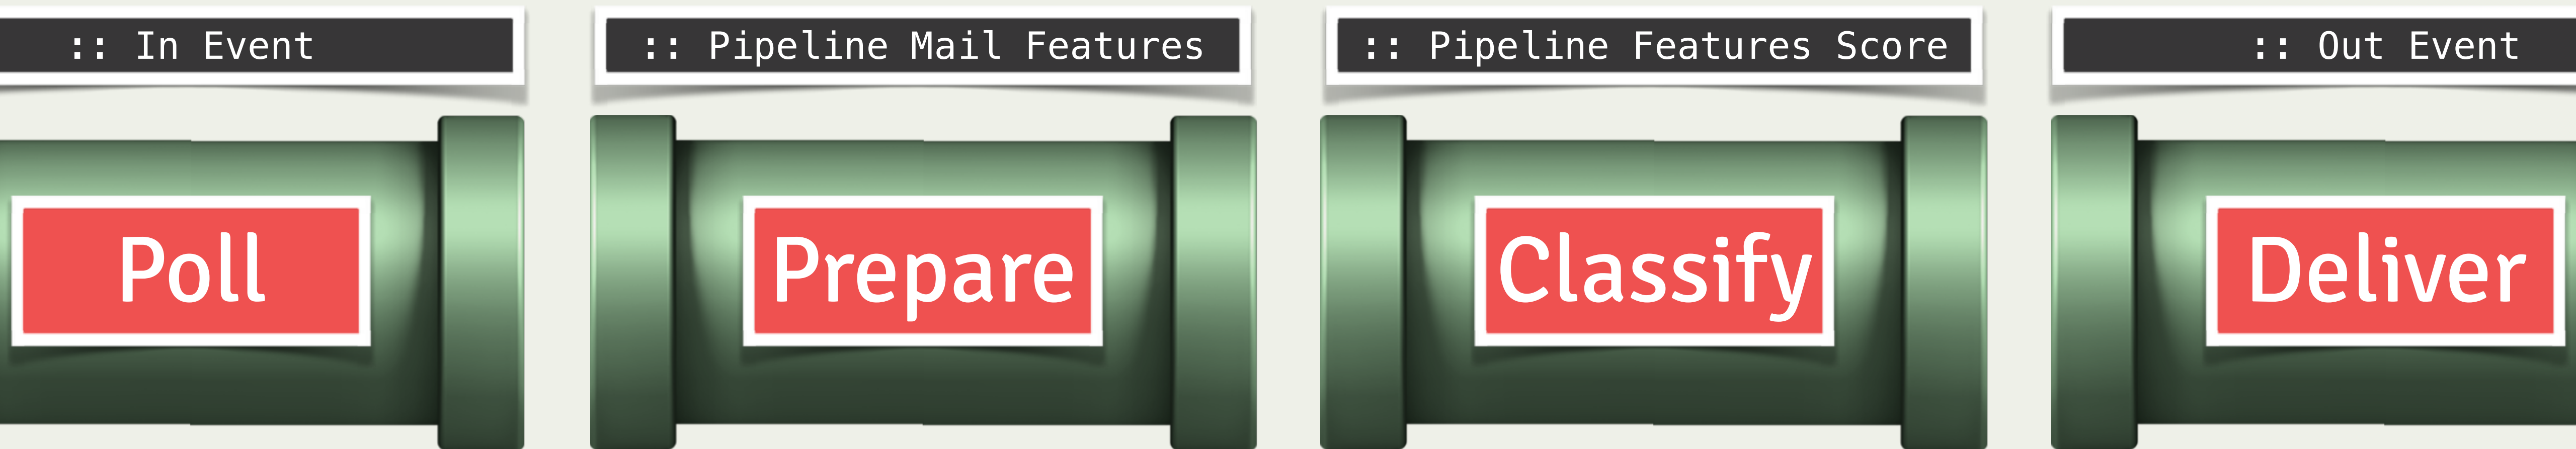 :: In Event
:: Pipeline Mail Features
:: Pipeline Features Score
:: Out Event
Poll
Prepare
Classify
Deliver